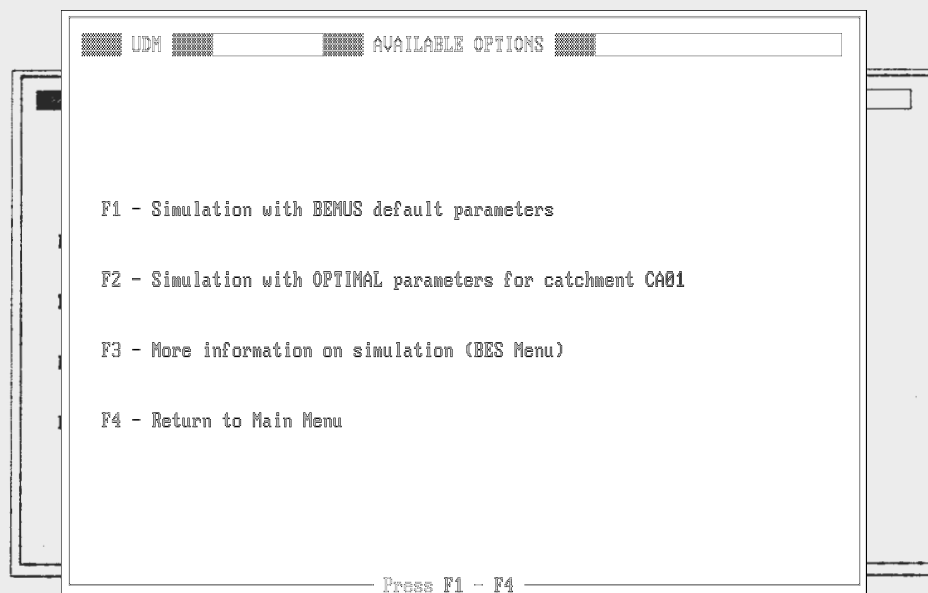 UDM AVAILABLE OPTIONS
F1 - Simulation with BEMUS default parameters
F2 - Simulation with OPTIMAL parameters for catchment CA01
F3 - More information on simulation (BES Menu)
F4 - Return to Main Menu
Press F1 - F4